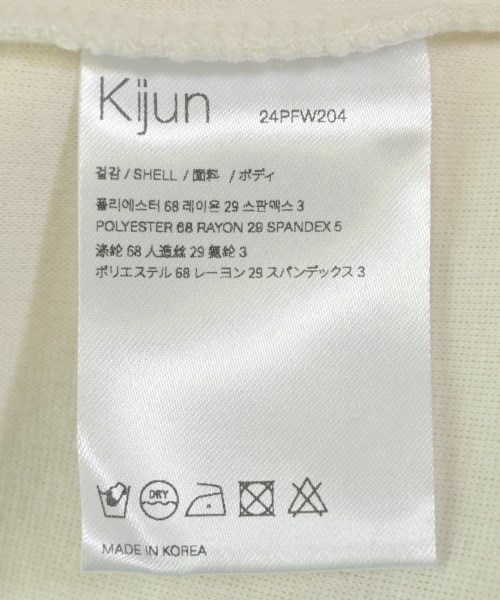 Kijun
24PFW204
겉감 / SHELL / 面料 / ボディ
폴리에스터 68 레이온 29 스판덱스 3
POLYESTER 68 RAYON 29 SPANDEX 5
涤纶 68 人造丝 29 氨纶 3
ポリエステル 68 レーヨン 29 スパンデックス 3
DRY
MADE IN KOREA